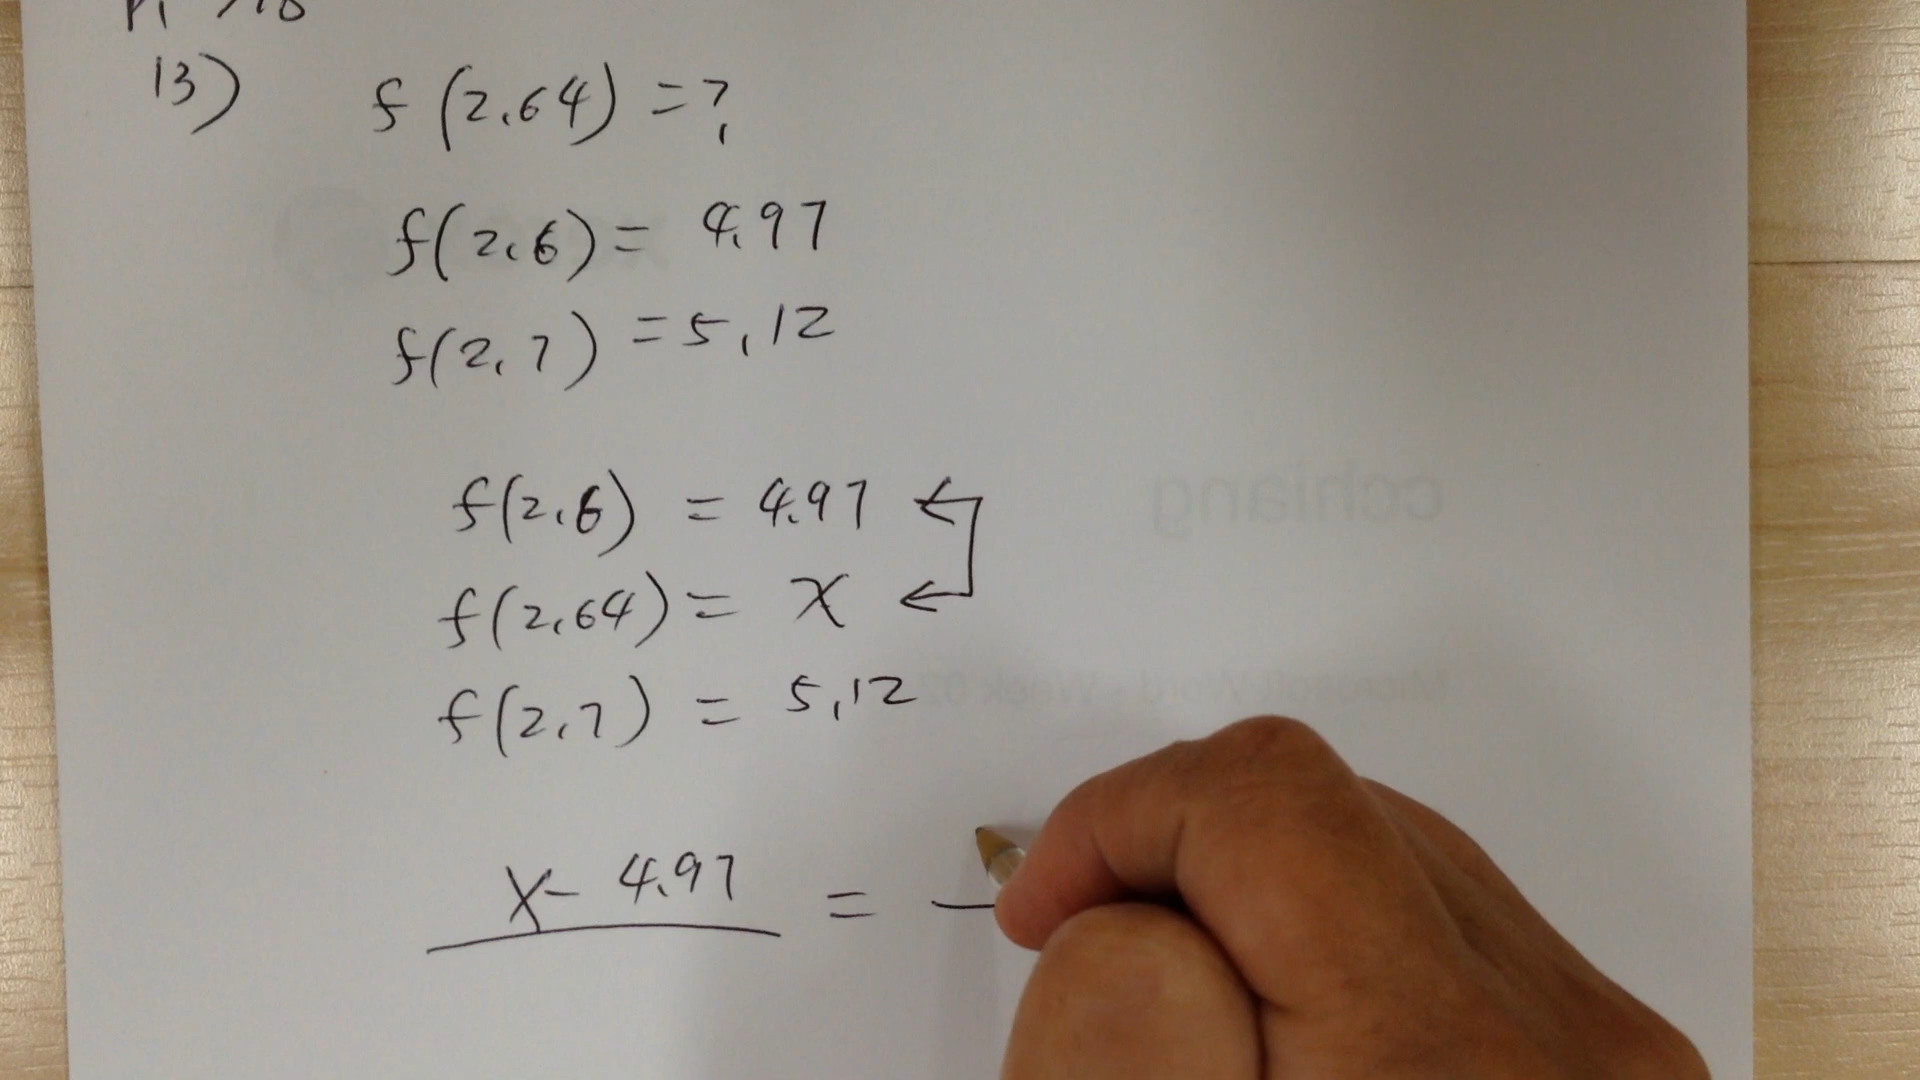 13) f(2.64) = ?
f(2.6) = 4.97
f(2.7) = 5.12
f(2.6) = 4.97
f(2.64) = x
f(2.7) = 5.12
x - 4.97 =